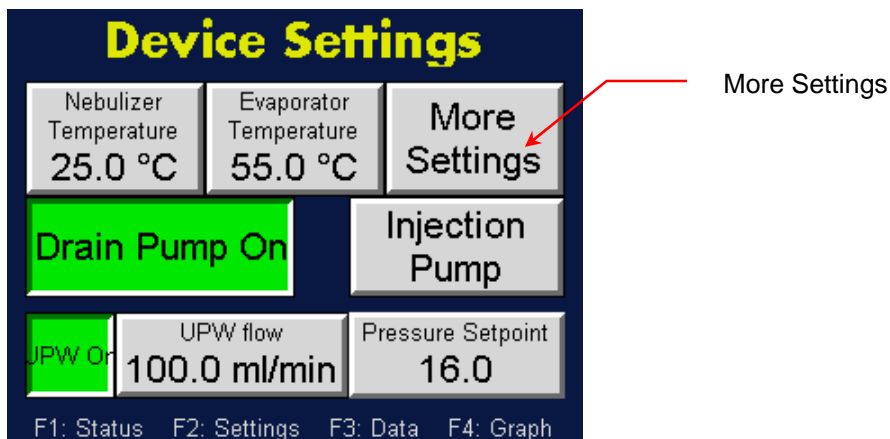 Device Settings
Nebulizer
Temperature
25.0 °C
Evaporator
Temperature
55.0 °C
More
Settings
More Settings
Drain Pump On
Injection
Pump
UPW On
UPW flow
100.0 ml/min
Pressure Setpoint
16.0
F1: Status F2: Settings F3: Data F4: Graph